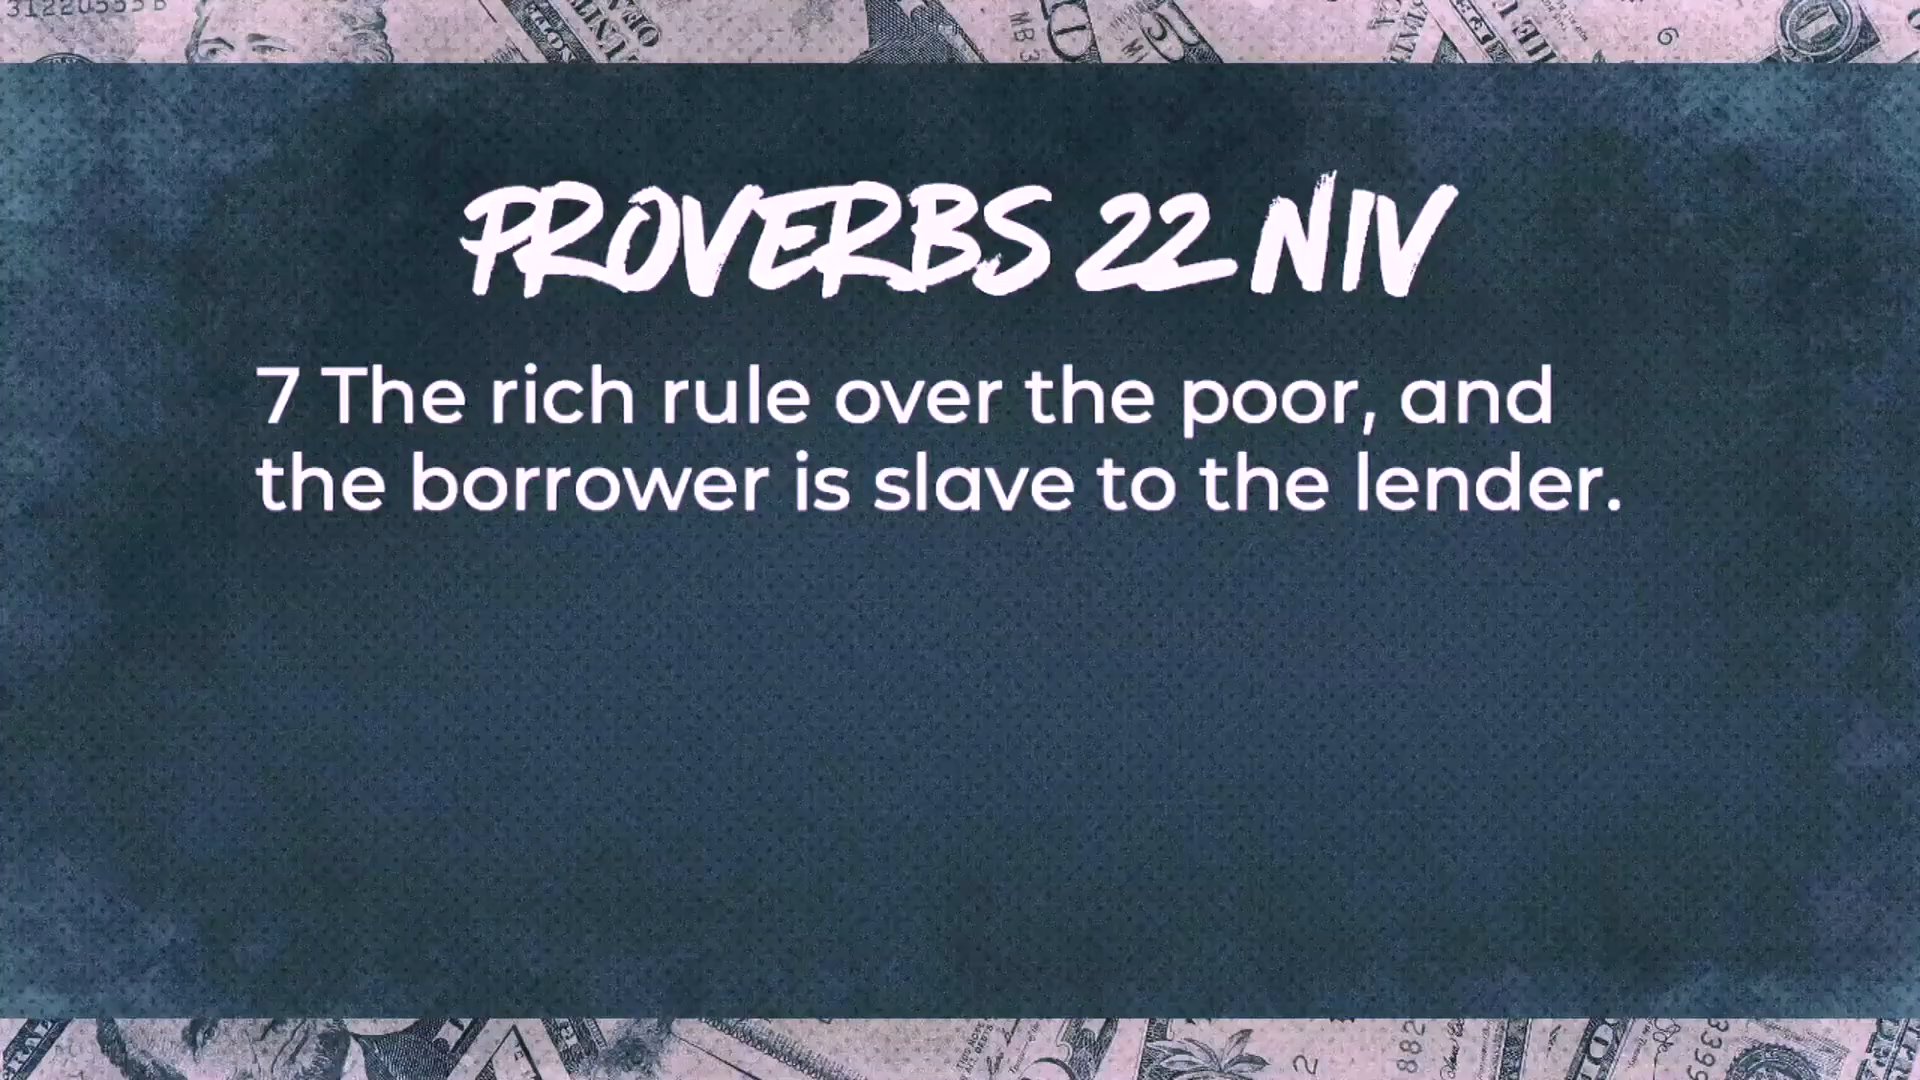 PROVERBS 22 NIV
7 The rich rule over the poor, and
the borrower is slave to the lender.